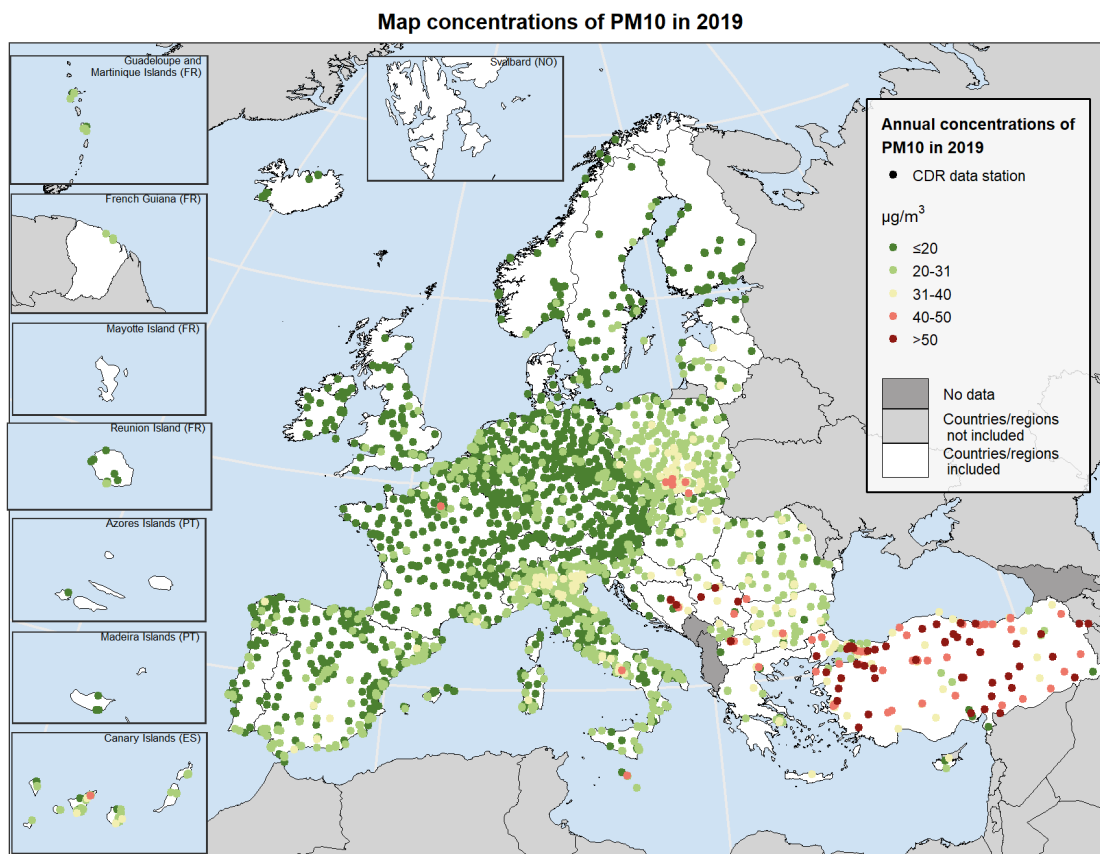 Map concentrations of PM10 in 2019
Guadeloupe and
Martinique Islands (FR)
Svalbard (NO)
French Guiana (FR)
Mayotte Island (FR)
Reunion Island (FR)
Azores Islands (PT)
Madeira Islands (PT)
Canary Islands (ES)
Annual concentrations of
PM10 in 2019
CDR data station
µg/m³
≤20
20-31
31-40
40-50
>50
No data
Countries/regions
not included
Countries/regions
included